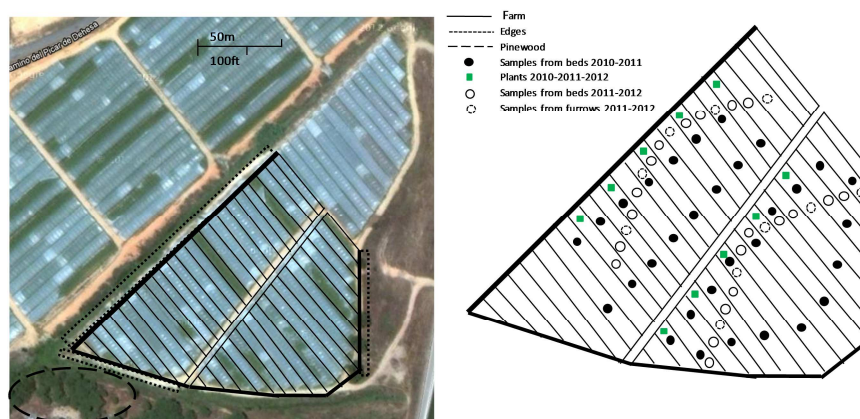 Camino del Picar de Dehesa
50m
100ft
Farm
Edges
Pinewood
Samples from beds 2010-2011
Plants 2010-2011-2012
Samples from beds 2011-2012
Samples from furrows 2011-2012